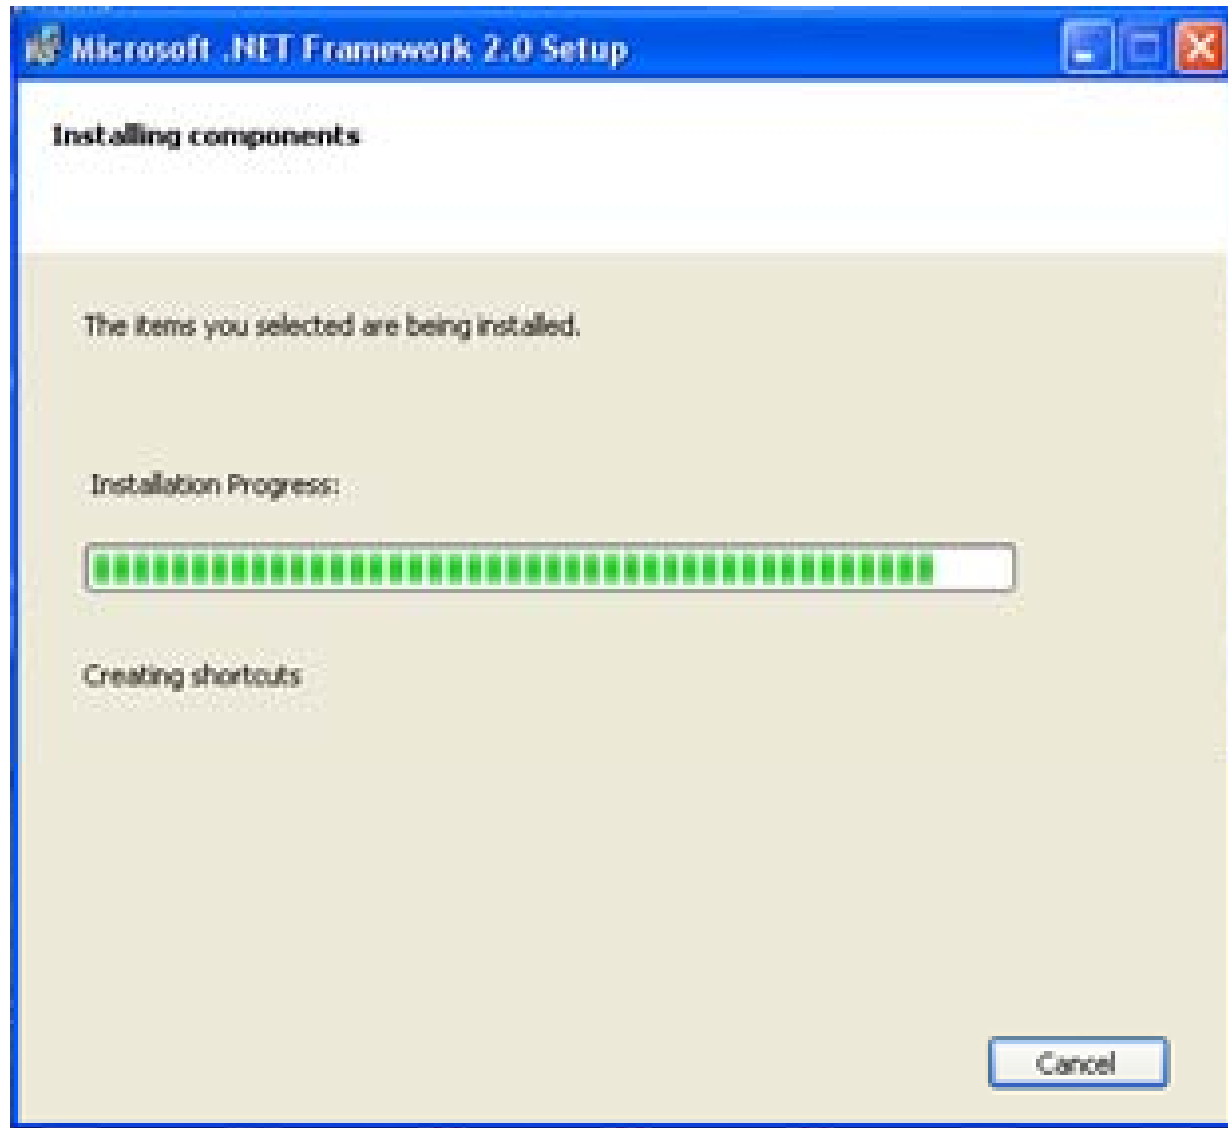 Microsoft .NET Framework 2.0 Setup
Installing components
The items you selected are being installed.
Installation Progress:
Creating shortcuts
Cancel